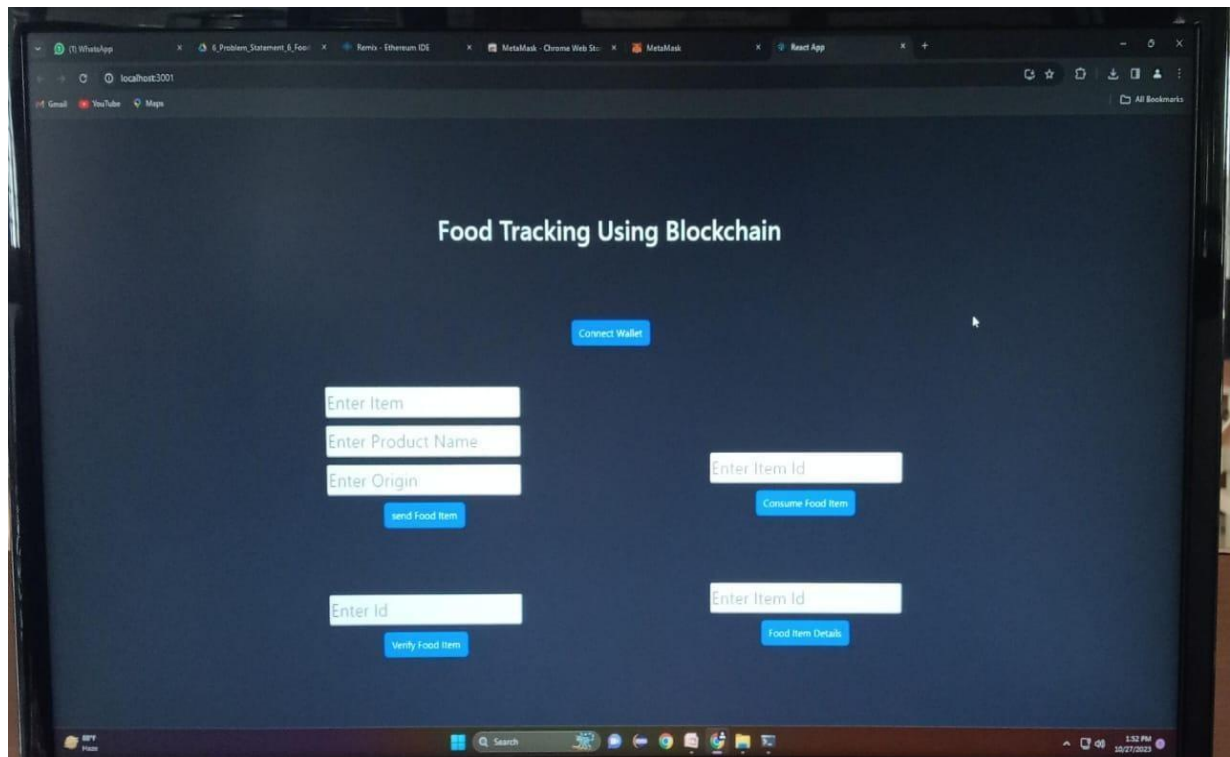 (1) WhatsApp
6_Problem_Statement_6_Foo
Remix - Ethereum IDE
MetaMask - Chrome Web Sto
MetaMask
React App
localhost:3001
Gmail
YouTube
Maps
All Bookmarks
Food Tracking Using Blockchain
Connect Wallet
Enter Item
Enter Product Name
Enter Origin
send Food Item
Enter Item Id
Consume Food Item
Enter Id
Verify Food Item
Enter Item Id
Food Item Details
88°F
Haze
Search
1:52 PM
10/27/2023